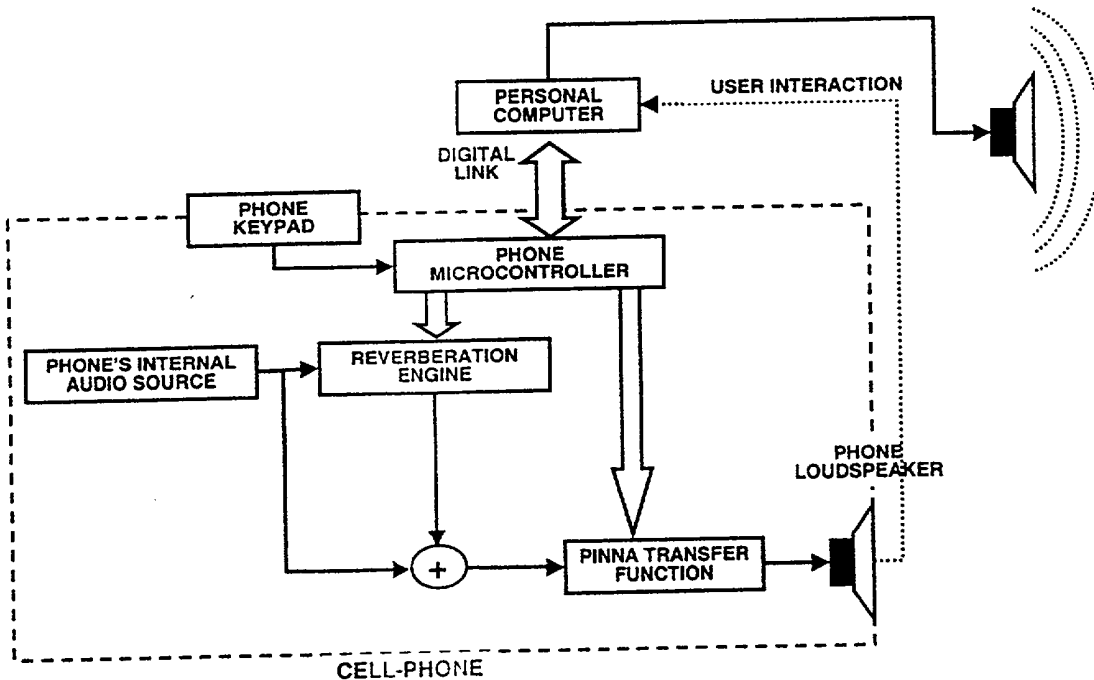 PERSONAL
COMPUTER
USER INTERACTION
DIGITAL
LINK
PHONE
KEYPAD
PHONE
MICROCONTROLLER
PHONE'S INTERNAL
AUDIO SOURCE
REVERBERATION
ENGINE
PHONE
LOUDSPEAKER
+
PINNA TRANSFER
FUNCTION
CELL-PHONE